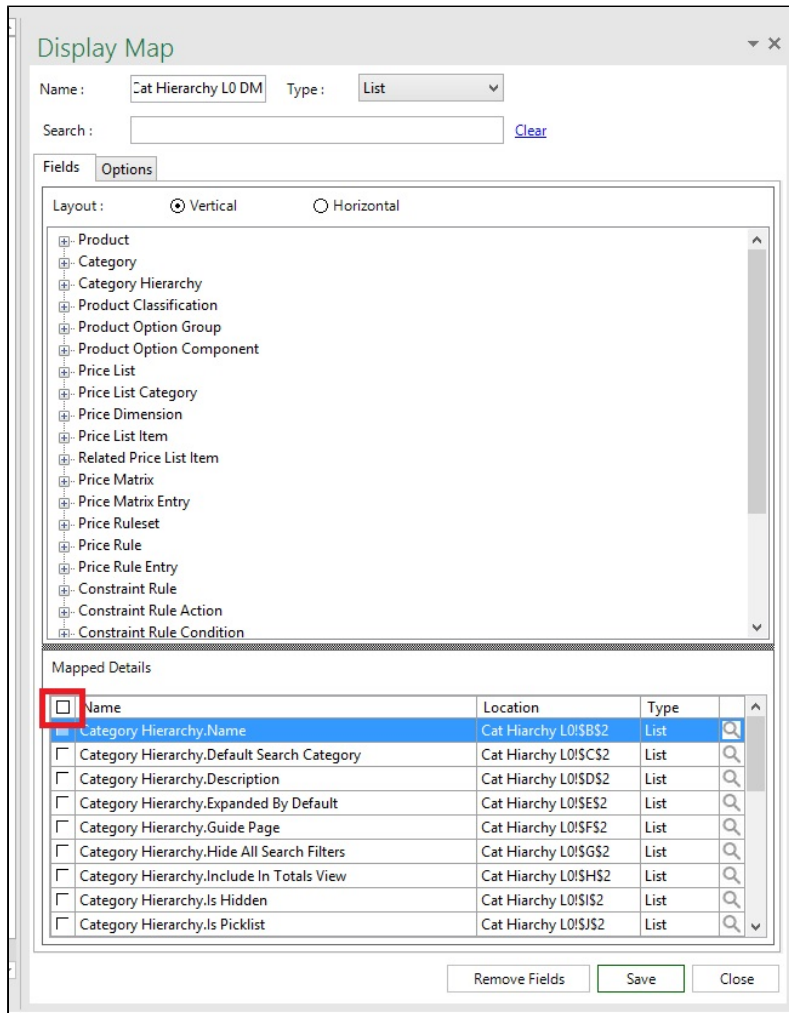 Display Map
Name : Cat Hierarchy L0 DM Type : List
Search : Clear
Fields Options
Layout : Vertical Horizontal
Product
Category
Category Hierarchy
Product Classification
Product Option Group
Product Option Component
Price List
Price List Category
Price Dimension
Price List Item
Related Price List Item
Price Matrix
Price Matrix Entry
Price Ruleset
Price Rule
Price Rule Entry
Constraint Rule
Constraint Rule Action
Constraint Rule Condition
Mapped Details
Name Location Type
Category Hierarchy.Name Cat Hiarchy L0!$B$2 List
Category Hierarchy.Default Search Category Cat Hiarchy L0!$C$2 List
Category Hierarchy.Description Cat Hiarchy L0!$D$2 List
Category Hierarchy.Expanded By Default Cat Hiarchy L0!$E$2 List
Category Hierarchy.Guide Page Cat Hiarchy L0!$F$2 List
Category Hierarchy.Hide All Search Filters Cat Hiarchy L0!$G$2 List
Category Hierarchy.Include In Totals View Cat Hiarchy L0!$H$2 List
Category Hierarchy.Is Hidden Cat Hiarchy L0!$I$2 List
Category Hierarchy.Is Picklist Cat Hiarchy L0!$J$2 List
Remove Fields Save Close